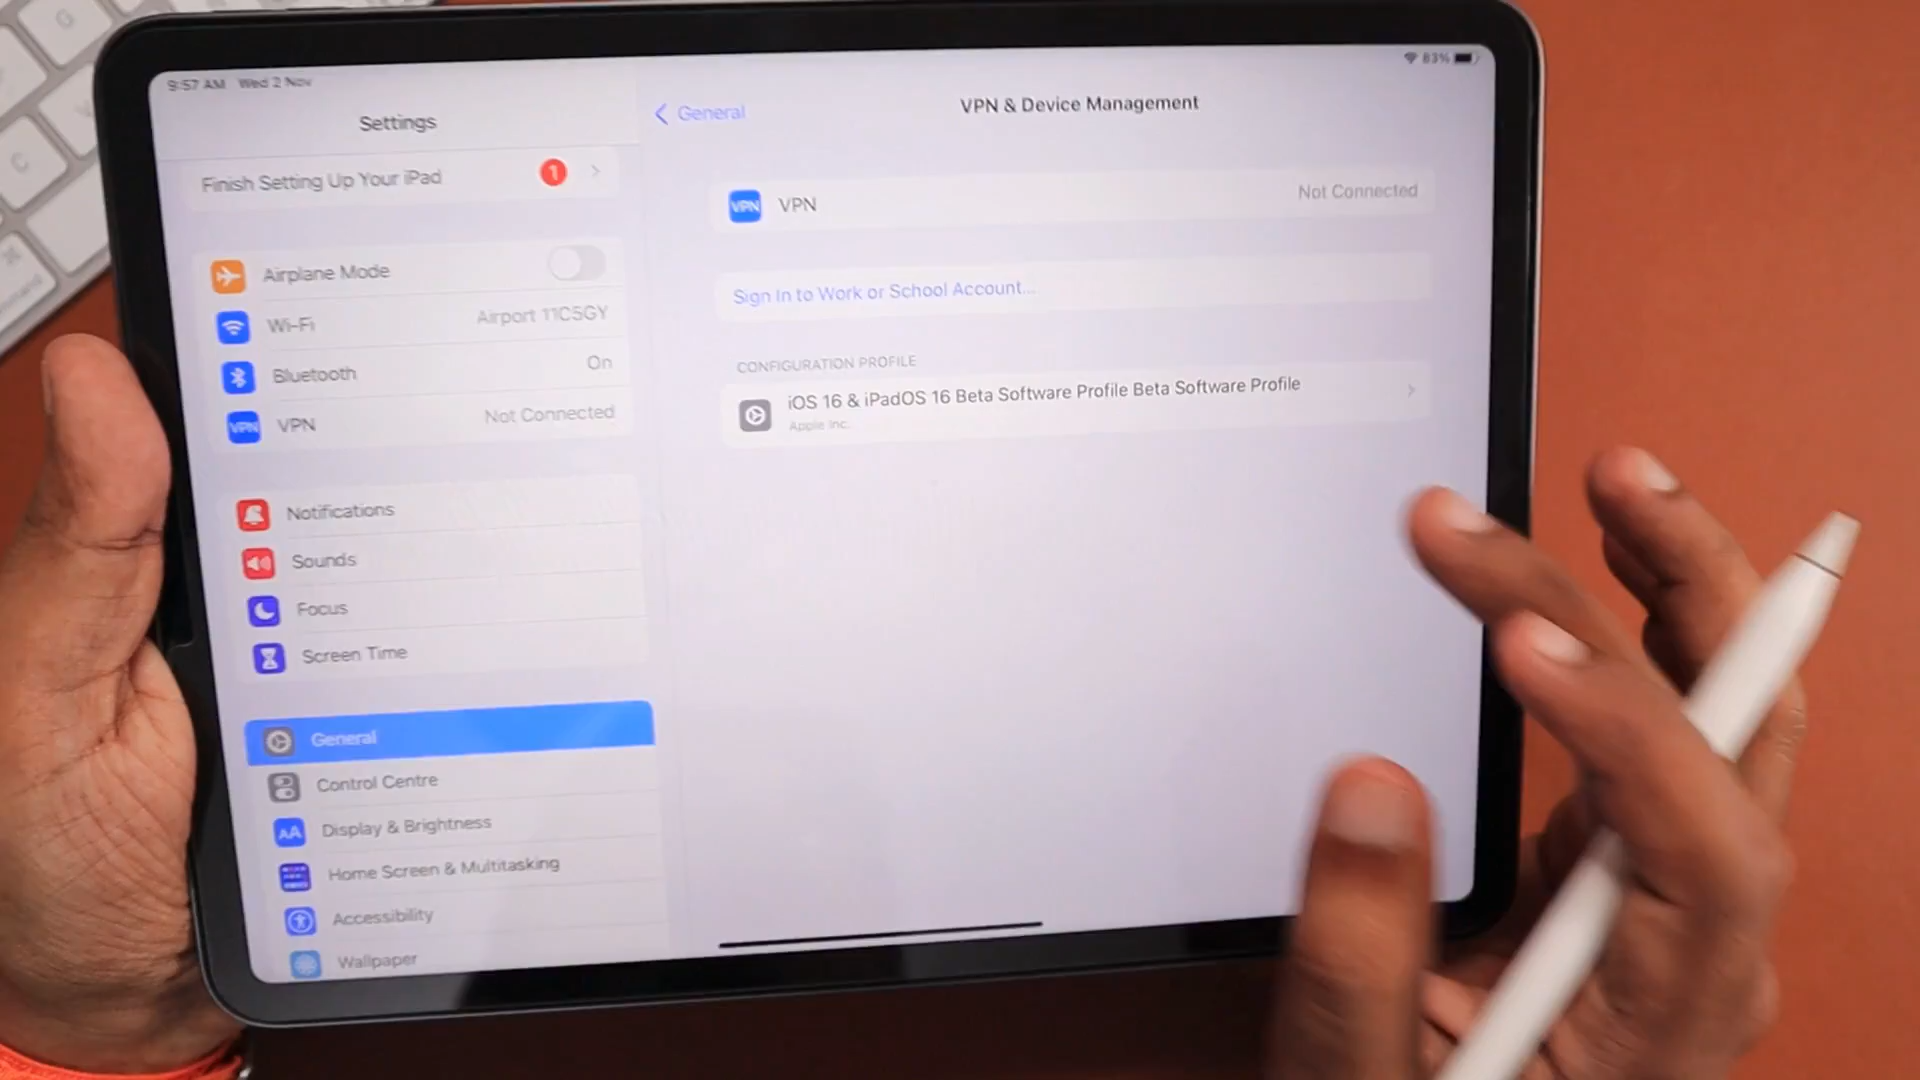 9:57 AM Wed 2 Nov
83%
Settings
Finish Setting Up Your iPad 1
Airplane Mode
Wi-Fi Airport 11C5GY
Bluetooth On
VPN VPN Not Connected
Notifications
Sounds
Focus
Screen Time
General
Control Centre
AA Display & Brightness
Home Screen & Multitasking
Accessibility
Wallpaper
General
VPN & Device Management
VPN VPN Not Connected
Sign In to Work or School Account...
CONFIGURATION PROFILE
iOS 16 & iPadOS 16 Beta Software Profile Beta Software Profile
Apple Inc.
G
C